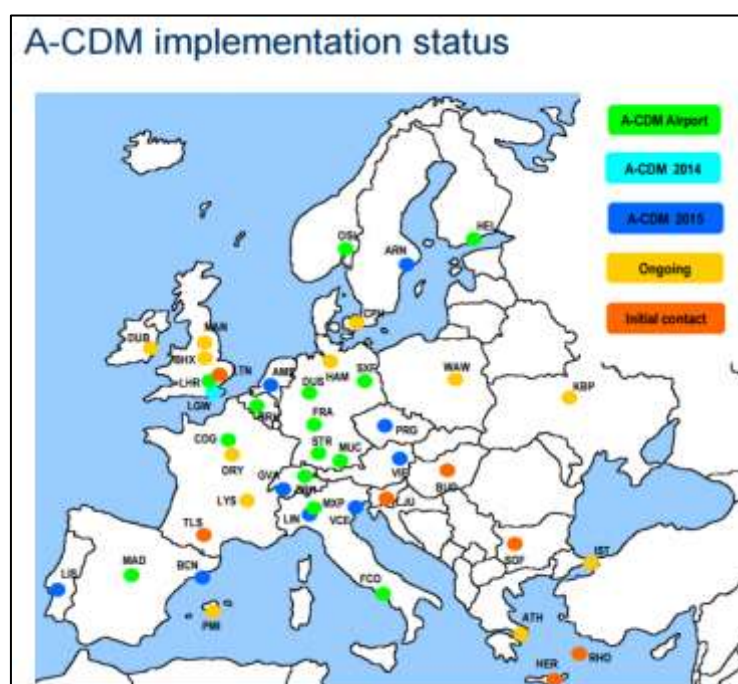 A-CDM implementation status
A-CDM Airport
A-CDM 2014
A-CDM 2015
Ongoing
Initial contact
HEL
OSL
ARN
CPH
MAN
DUB
BHX
LTN
AMS
HAM
SXF
WAW
LHR
DUS
KBP
LGW
BRU
FRA
PRG
COG
STR
MUC
ORY
GVA
VIE
BUD
LYS
MXP
LJU
LIN
VCE
TLS
SOF
IST
LIS
MAD
BCN
FCO
PMI
ATH
HER
RHO